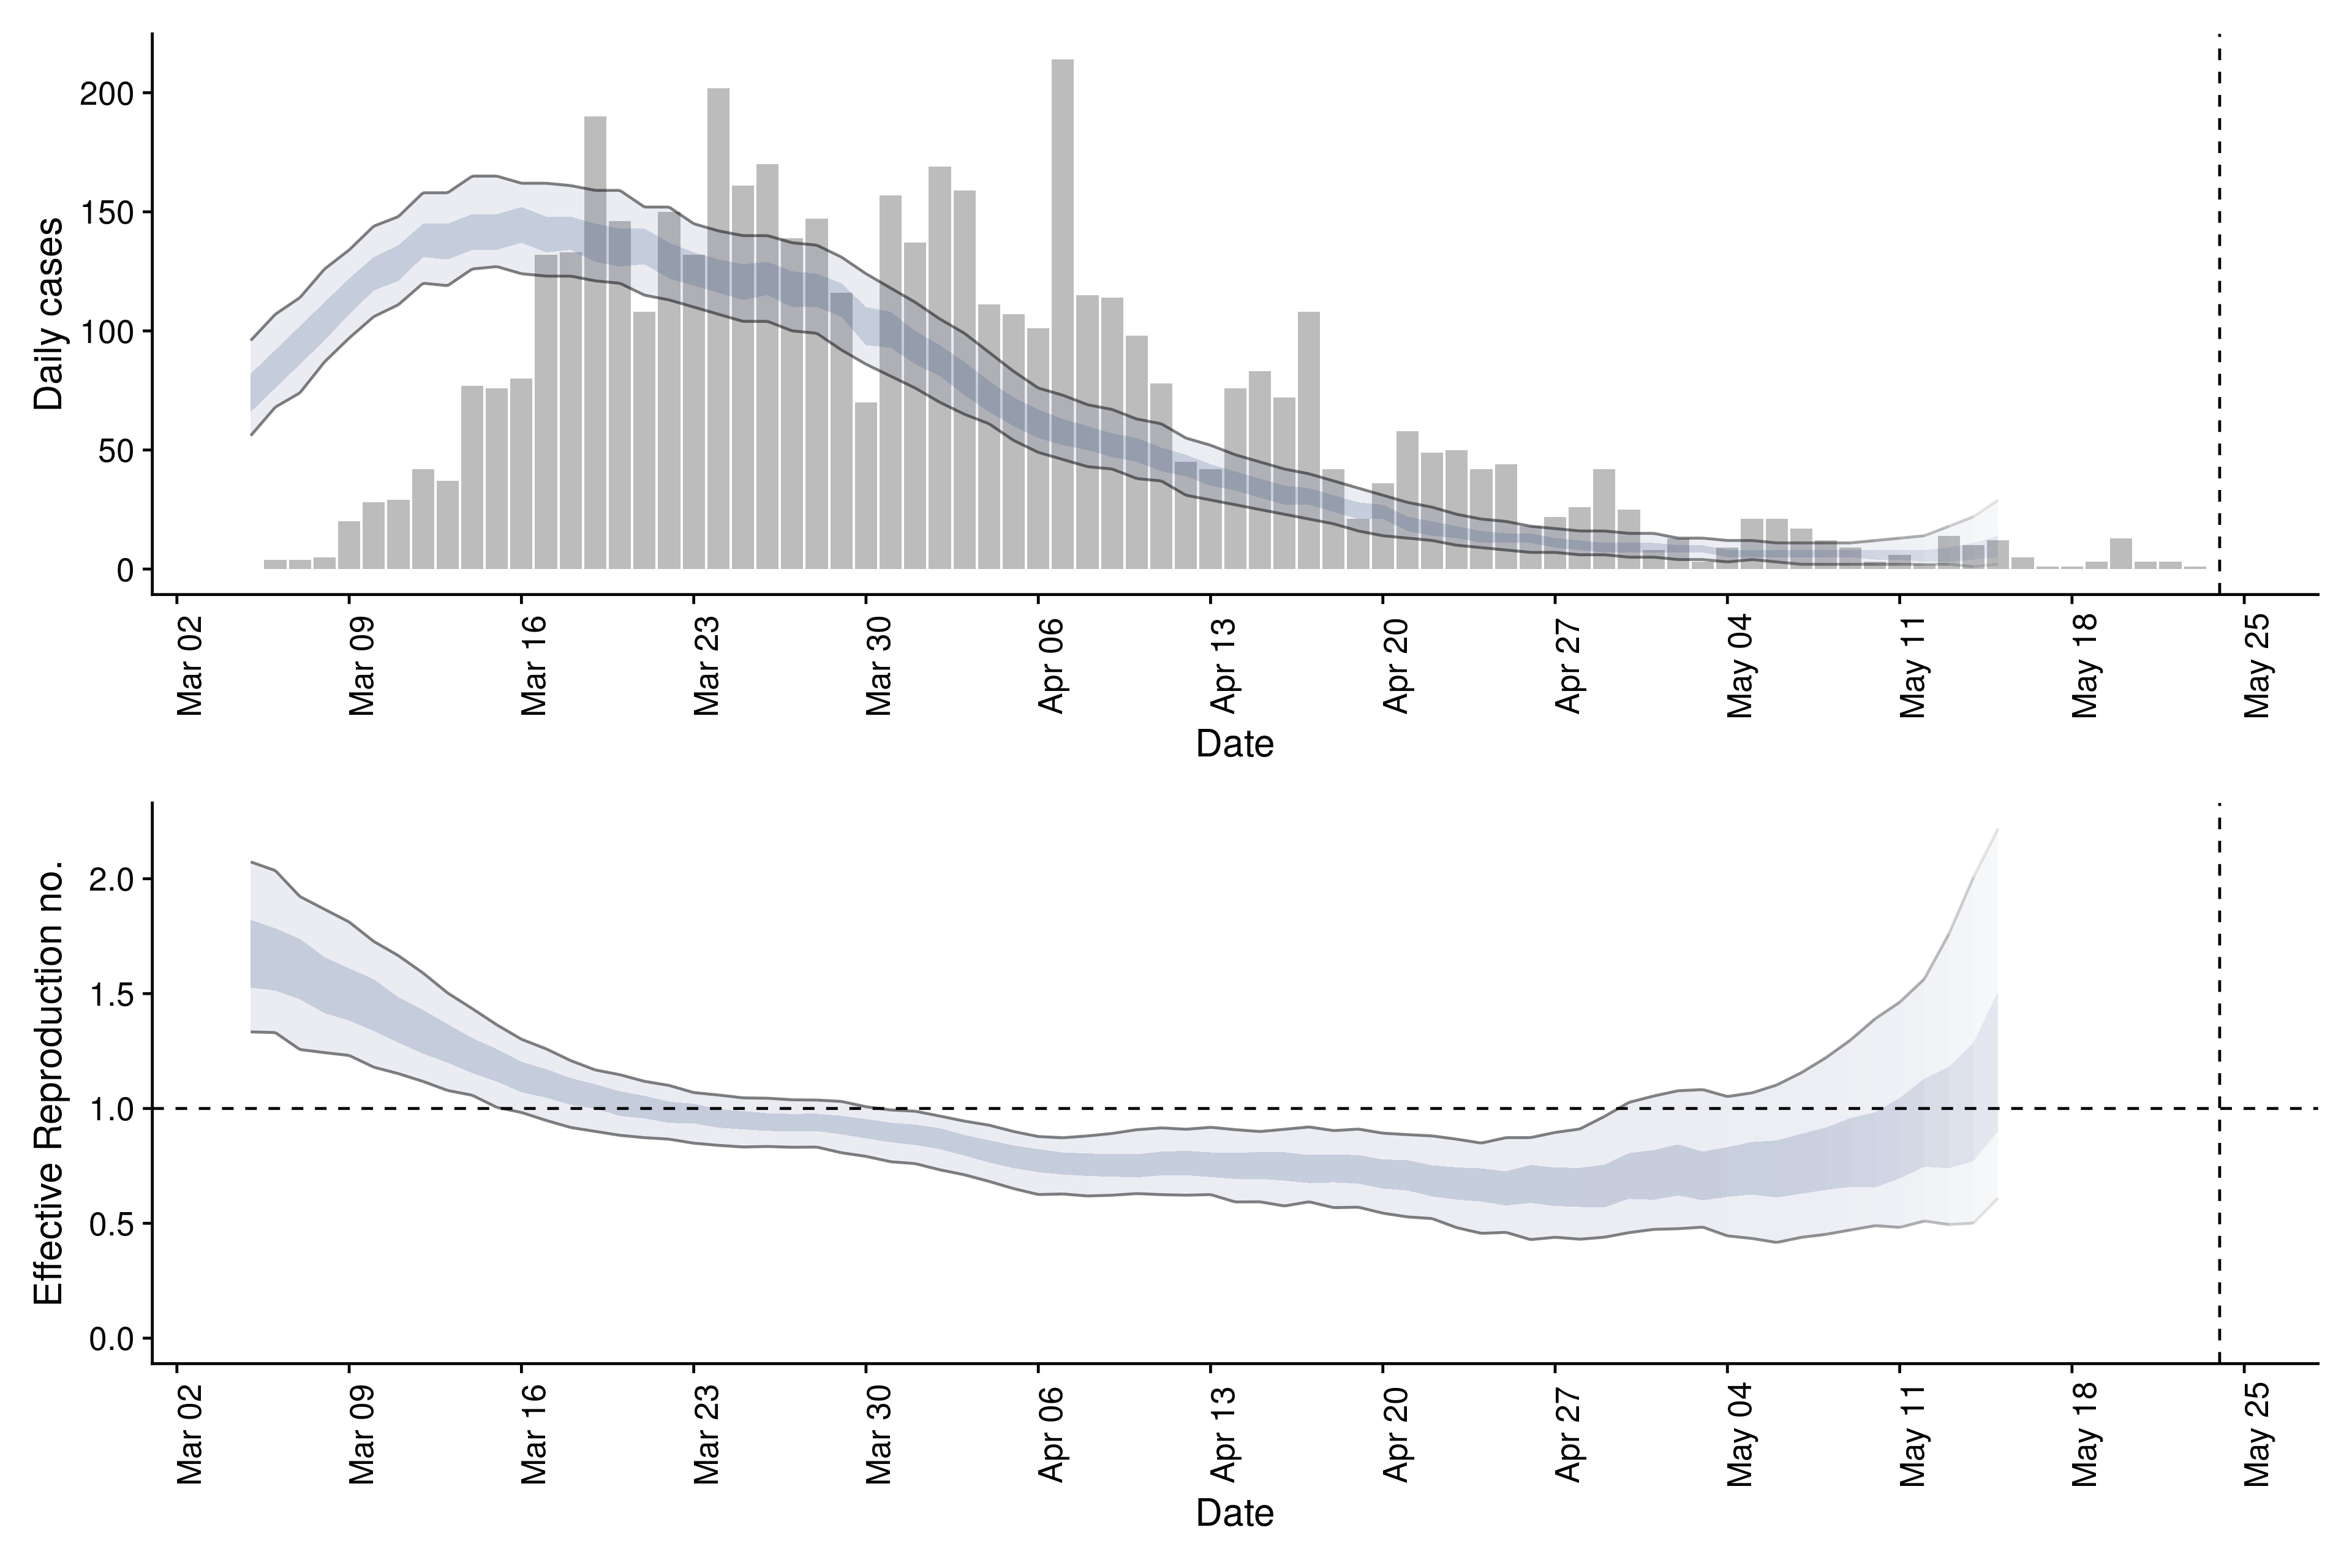 Daily cases
200
150
100
50
0
Mar 02
Mar 09
Mar 16
Mar 23
Mar 30
Apr 06
Apr 13
Apr 20
Apr 27
May 04
May 11
May 18
May 25
Date
Effective Reproduction no.
2.0
1.5
1.0
0.5
0.0
Mar 02
Mar 09
Mar 16
Mar 23
Mar 30
Apr 06
Apr 13
Apr 20
Apr 27
May 04
May 11
May 18
May 25
Date